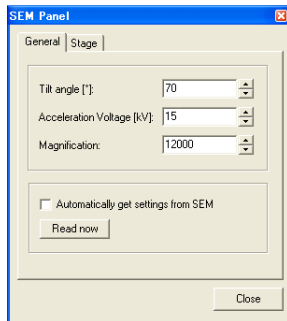 SEM Panel
General Stage
Tilt angle [°]: 70
Acceleration Voltage [kV]: 15
Magnification: 12000
Automatically get settings from SEM
Read now
Close